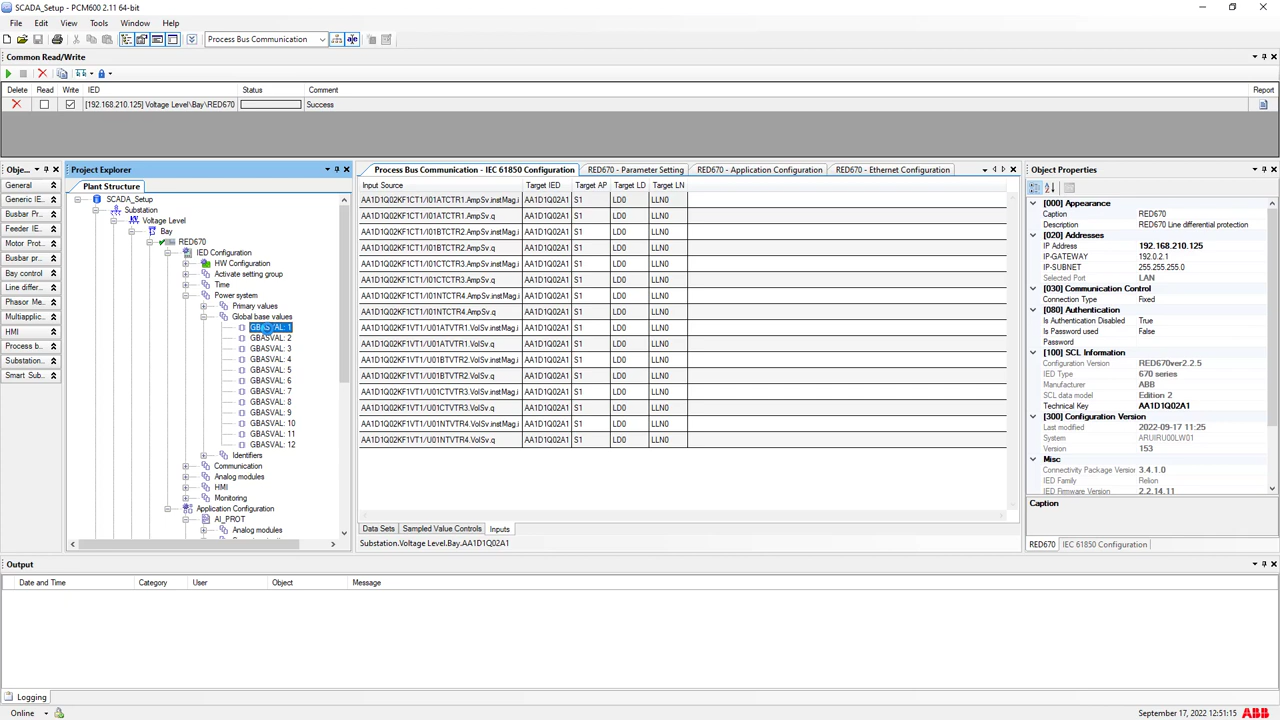 SCADA_Setup - PCM600 2.11 64-bit
File Edit View Tools Window Help
Process Bus Communication
Common Read/Write
Delete Read Write IED Status Comment Report
[192.168.210.125] Voltage Level\Bay\RED670 Success
Obje...
General
Generic IE...
Busbar Pr
Feeder IE...
Motor Prot...
Busbar Pr
Bay control
Line differ...
Phasor Me
Multiapplic
HMI
Process b...
Substation...
Smart Sub...
Project Explorer
Plant Structure
SCADA_Setup
Substation
Voltage Level
Bay
RED670
IED Configuration
HW Configuration
Activate setting group
Time
Power system
Primary values
Global base values
GBASVAL: 1
GBASVAL: 2
GBASVAL: 3
GBASVAL: 4
GBASVAL: 5
GBASVAL: 6
GBASVAL: 7
GBASVAL: 8
GBASVAL: 9
GBASVAL: 10
GBASVAL: 11
GBASVAL: 12
Identifiers
Communication
Analog modules
HMI
Monitoring
Application Configuration
AI_PROT
Analog modules
Process Bus Communication - IEC 61850 Configuration RED670 - Parameter Setting RED670 - Application Configuration RED670 - Ethernet Configuration
Input Source Target IED Target AP Target LD Target LN
AA1D1Q02KF1CT1/I01ATCTR1.AmpSv.instMag.i AA1D1Q02A1 S1 LD0 LLN0
AA1D1Q02KF1CT1/I01ATCTR1.AmpSv.q AA1D1Q02A1 S1 LD0 LLN0
AA1D1Q02KF1CT1/I01BTCTR2.AmpSv.instMag.i AA1D1Q02A1 S1 LD0 LLN0
AA1D1Q02KF1CT1/I01BTCTR2.AmpSv.q AA1D1Q02A1 S1 LD0 LLN0
AA1D1Q02KF1CT1/I01CTCTR3.AmpSv.instMag.i AA1D1Q02A1 S1 LD0 LLN0
AA1D1Q02KF1CT1/I01CTCTR3.AmpSv.q AA1D1Q02A1 S1 LD0 LLN0
AA1D1Q02KF1CT1/I01NTCTR4.AmpSv.instMag.i AA1D1Q02A1 S1 LD0 LLN0
AA1D1Q02KF1CT1/I01NTCTR4.AmpSv.q AA1D1Q02A1 S1 LD0 LLN0
AA1D1Q02KF1VT1/U01ATVTR1.VolSv.instMag.i AA1D1Q02A1 S1 LD0 LLN0
AA1D1Q02KF1VT1/U01ATVTR1.VolSv.q AA1D1Q02A1 S1 LD0 LLN0
AA1D1Q02KF1VT1/U01BTVTR2.VolSv.instMag.i AA1D1Q02A1 S1 LD0 LLN0
AA1D1Q02KF1VT1/U01BTVTR2.VolSv.q AA1D1Q02A1 S1 LD0 LLN0
AA1D1Q02KF1VT1/U01CTVTR3.VolSv.instMag.i AA1D1Q02A1 S1 LD0 LLN0
AA1D1Q02KF1VT1/U01CTVTR3.VolSv.q AA1D1Q02A1 S1 LD0 LLN0
AA1D1Q02KF1VT1/U01NTVTR4.VolSv.instMag.i AA1D1Q02A1 S1 LD0 LLN0
AA1D1Q02KF1VT1/U01NTVTR4.VolSv.q AA1D1Q02A1 S1 LD0 LLN0
Data Sets Sampled Value Controls Inputs
Substation.Voltage Level.Bay.AA1D1Q02A1
Object Properties
[000] Appearance
Caption RED670
Description RED670 Line differential protection
[020] Addresses
IP Address 192.168.210.125
IP-GATEWAY 192.0.2.1
IP-SUBNET 255.255.255.0
Selected Port LAN
[030] Communication Control
Connection Type Fixed
[080] Authentication
Is Authentication Disabled True
Is Password used False
Password
[100] SCL Information
Configuration Version RED670ver2.2.5
IED Type 670 series
Manufacturer ABB
SCL data model Edition 2
Technical Key AA1D1Q02A1
[300] Configuration Version
Last modified 2022-09-17 11:25
System ARUIRU00LW01
Version 153
Misc
Connectivity Package Version 3.4.1.0
IED Family Relion
IED Firmware Version 2.2.14.11
Caption
RED670 IEC 61850 Configuration
Output
Date and Time Category User Object Message
Logging
Online September 17, 2022 12:51:15 ABB